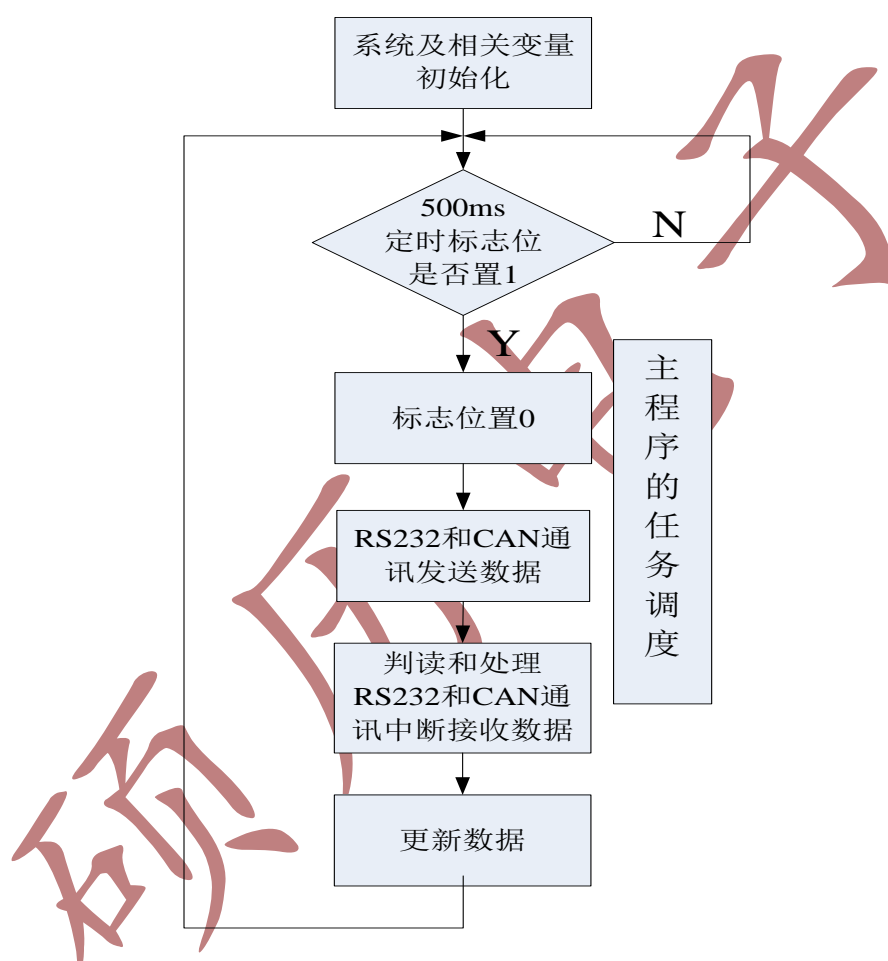 系统及相关变量
初始化
500ms
定时标志位
是否置1
N
Y
标志位置0
主程序的任务调度
RS232和CAN通
讯发送数据
判读和处理
RS232和CAN通
讯中断接收数据
更新数据
硕